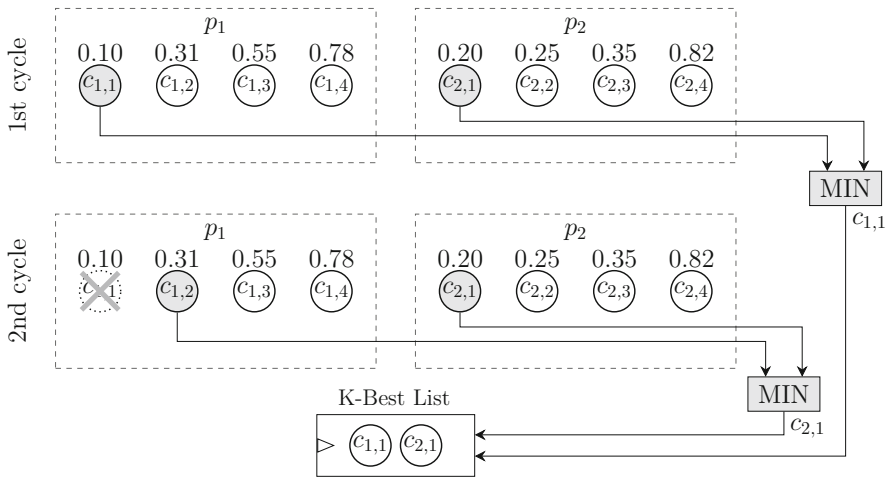 1st cycle
p1 p2
0.10 0.31 0.55 0.78 0.20 0.25 0.35 0.82
c1,1 c1,2 c1,3 c1,4 c2,1 c2,2 c2,3 c2,4
MIN
c1,1
2nd cycle
p1 p2
0.10 0.31 0.55 0.78 0.20 0.25 0.35 0.82
c1,1 c1,2 c1,3 c1,4 c2,1 c2,2 c2,3 c2,4
MIN
c2,1
K-Best List
c1,1 c2,1